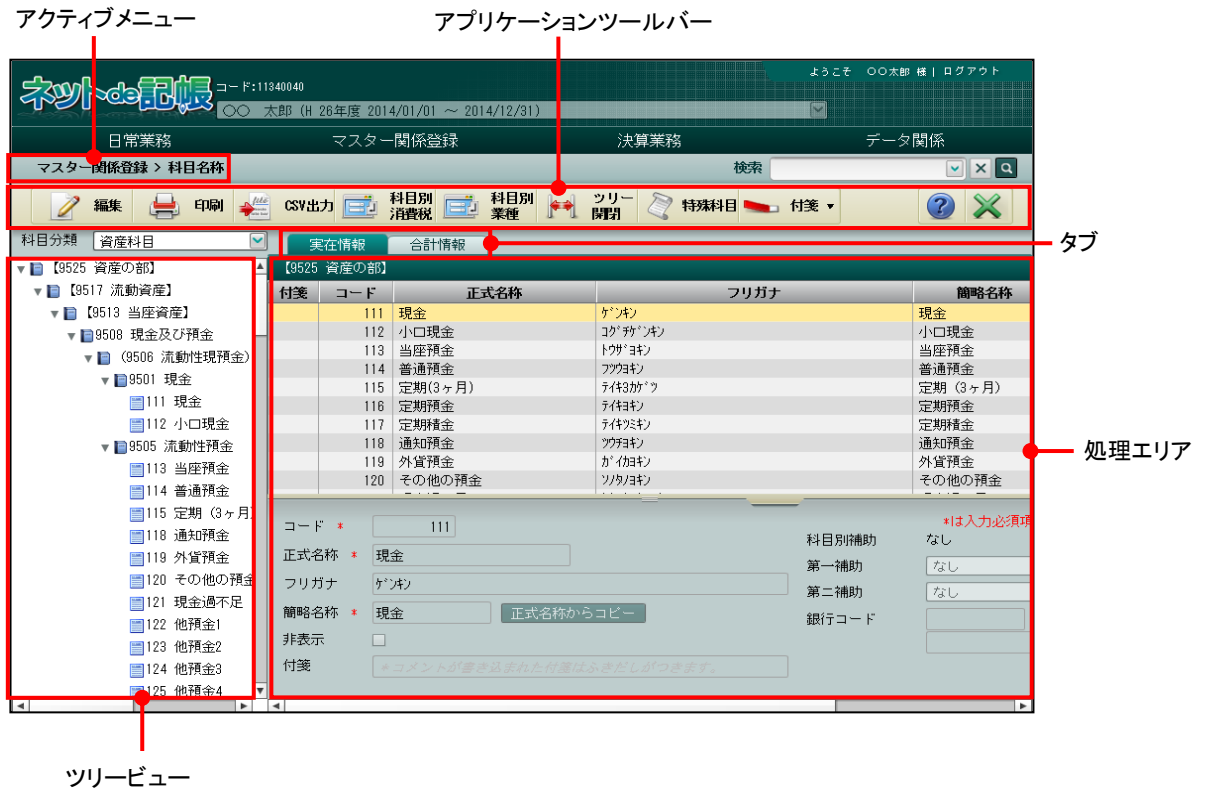 アクティブメニュー
アプリケーションツールバー
ようこそ 〇〇太郎 様 | ログアウト
ネットde記帳 コード:11340040
〇〇 太郎 (H 26年度 2014/01/01 ～ 2014/12/31)
日常業務 マスター関係登録 決算業務 データ関係
マスター関係登録 > 科目名称 検索
編集 印刷 CSV出力 科目別消費税 科目別業種 ツリー開閉 特殊科目 付箋 ▼
科目分類 資産科目
実在情報 合計情報
タブ
▼【9525 資産の部】
▼【9517 流動資産】
▼【9513 当座資産】
▼9508 現金及び預金
▼(9506 流動性現預金)
▼9501 現金
111 現金
112 小口現金
▼9505 流動性預金
113 当座預金
114 普通預金
115 定期 (3ヶ月
118 通知預金
119 外貨預金
120 その他の預金
121 現金過不足
122 他預金1
123 他預金2
124 他預金3
125 他預金4
【9525 資産の部】
付箋 コード 正式名称 フリガナ 簡略名称
111 現金 ｹﾞﾝｷﾝ 現金
112 小口現金 ｺｸﾞﾁｹﾞﾝｷﾝ 小口現金
113 当座預金 ﾄｳｻﾞﾖｷﾝ 当座預金
114 普通預金 ﾌﾂｳﾖｷﾝ 普通預金
115 定期(3ヶ月) ﾃｲｷ3ｶｹﾞﾂ 定期 (3ヶ月)
116 定期預金 ﾃｲｷﾖｷﾝ 定期預金
117 定期積金 ﾃｲｷﾂﾐｷﾝ 定期積金
118 通知預金 ﾂｳﾁﾖｷﾝ 通知預金
119 外貨預金 ｶﾞｲｶﾖｷﾝ 外貨預金
120 その他の預金 ｿﾉﾀﾉﾖｷﾝ その他の預金
処理エリア
*は入力必須項
コード * 111
正式名称 * 現金
フリガナ ｹﾞﾝｷﾝ
簡略名称 * 現金 正式名称からコピー
非表示
付箋 *コメントが書き込まれた付箋はふきだしがつきます。
科目別補助 なし
第一補助 なし
第二補助 なし
銀行コード
ツリービュー